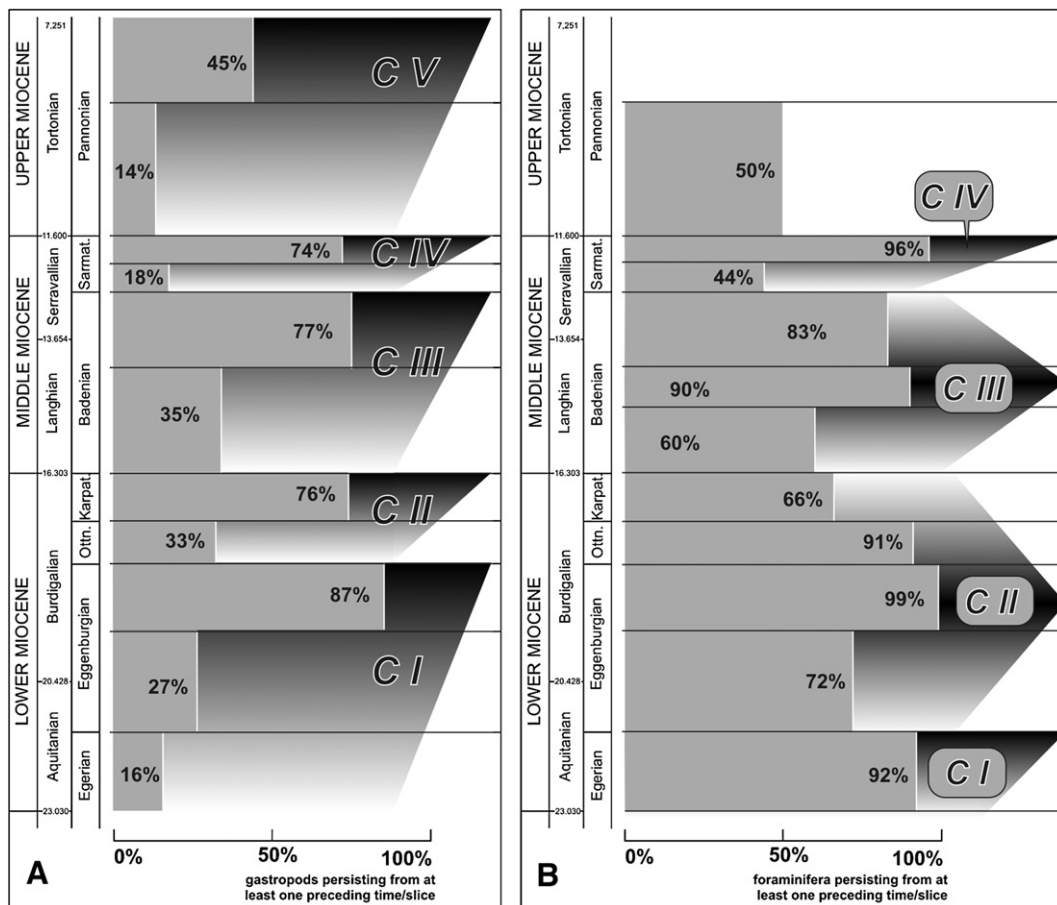 UPPER MIOCENE
MIDDLE MIOCENE
LOWER MIOCENE
7,251
Tortonian
11.600
Serravallian
13.654
Langhian
16.303
Burdigalian
20.428
Aquitanian
23.030
Pannonian
Sarmat.
Badenian
Karpat.
Ottn.
Eggenburgian
Egerian
45%
14%
74%
18%
77%
35%
76%
33%
87%
27%
16%
C V
C IV
C III
C II
C I
0% 50% 100%
A
gastropods persisting from at
least one preceding time/slice
UPPER MIOCENE
MIDDLE MIOCENE
LOWER MIOCENE
7,251
Tortonian
11.600
Serravallian
13.654
Langhian
16.303
Burdigalian
20.428
Aquitanian
23.030
Pannonian
Sarmat.
Badenian
Karpat.
Ottn.
Eggenburgian
Egerian
50%
96%
44%
83%
90%
60%
66%
91%
99%
72%
92%
C IV
C III
C II
C I
0% 50% 100%
B
foraminifera persisting from at
least one preceding time/slice